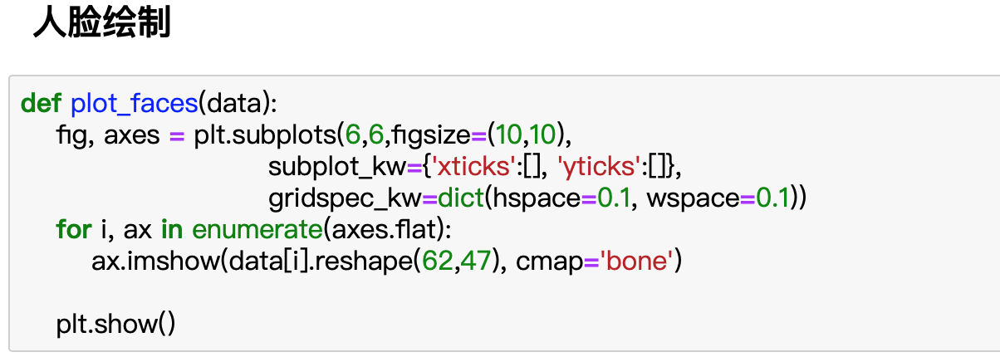 人脸绘制
def plot_faces(data):
    fig, axes = plt.subplots(6,6,figsize=(10,10),
                             subplot_kw={'xticks':[], 'yticks':[]},
                             gridspec_kw=dict(hspace=0.1, wspace=0.1))
    for i, ax in enumerate(axes.flat):
        ax.imshow(data[i].reshape(62,47), cmap='bone')
    plt.show()